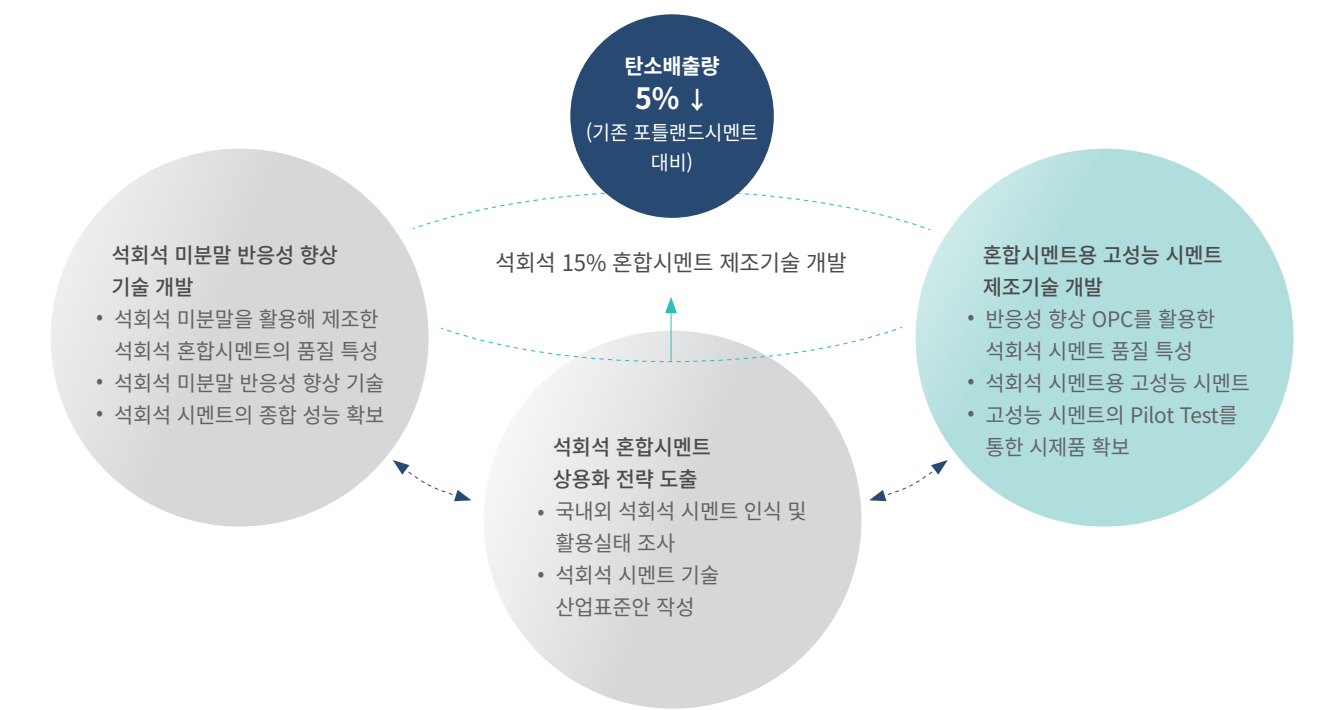 탄소배출량
5% ↓
(기존 포틀랜드시멘트
대비)
석회석 15% 혼합시멘트 제조기술 개발
석회석 미분말 반응성 향상
기술 개발
• 석회석 미분말을 활용해 제조한
석회석 혼합시멘트의 품질 특성
• 석회석 미분말 반응성 향상 기술
• 석회석 시멘트의 종합 성능 확보
석회석 혼합시멘트
상용화 전략 도출
• 국내외 석회석 시멘트 인식 및
활용실태 조사
• 석회석 시멘트 기술
산업표준안 작성
혼합시멘트용 고성능 시멘트
제조기술 개발
• 반응성 향상 OPC를 활용한
석회석 시멘트 품질 특성
• 석회석 시멘트용 고성능 시멘트
• 고성능 시멘트의 Pilot Test를
통한 시제품 확보